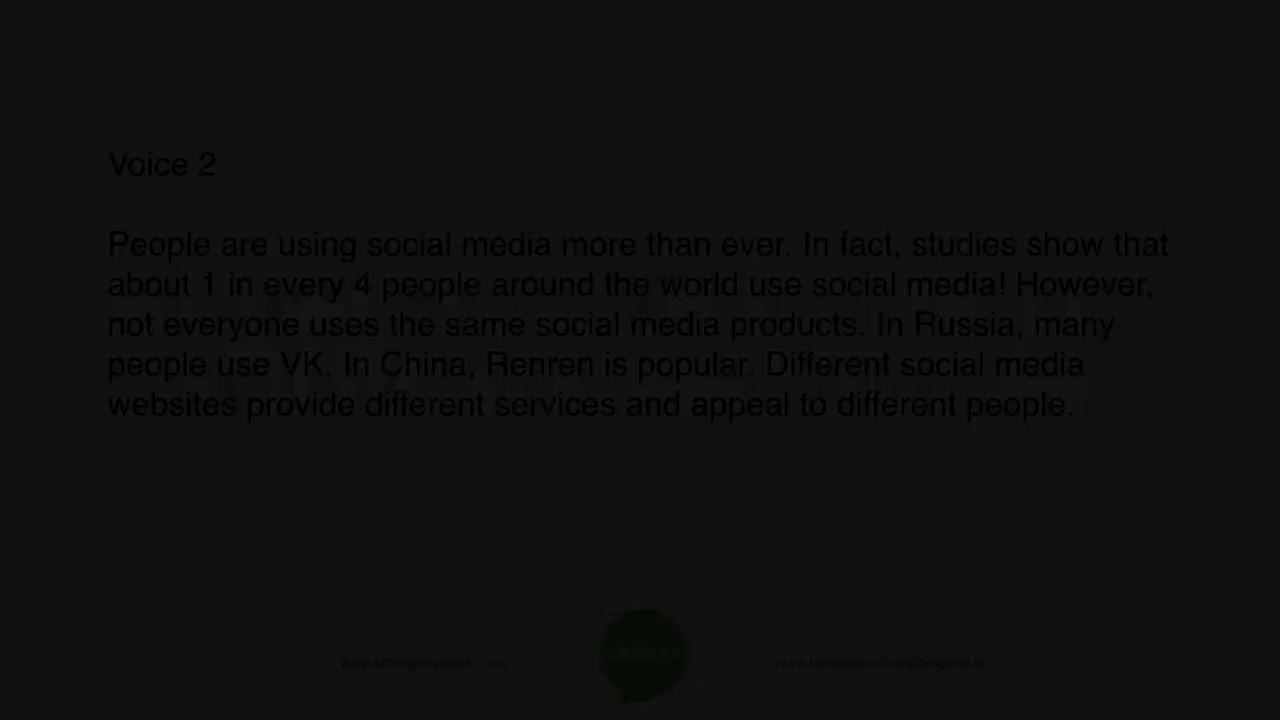 Voice 2
People are using social media more than ever. In fact, studies show that
about 1 in every 4 people around the world use social media! However,
not everyone uses the same social media products. In Russia, many
people use VK. In China, Renren is popular. Different social media
websites provide different services and appeal to different people.